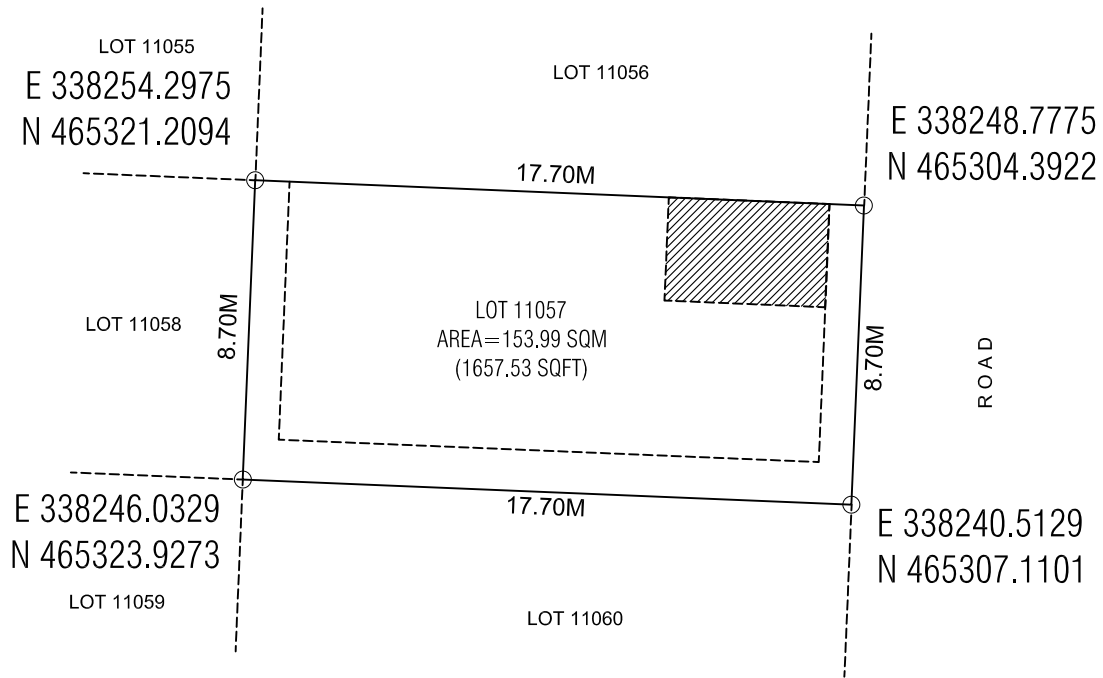 LOT 11055
E 338254.2975
N 465321.2094
LOT 11056
E 338248.7775
N 465304.3922
17.70M
LOT 11058
8.70M
LOT 11057
AREA=153.99 SQM
(1657.53 SQFT)
8.70M
ROAD
E 338246.0329
N 465323.9273
17.70M
E 338240.5129
N 465307.1101
LOT 11059
LOT 11060